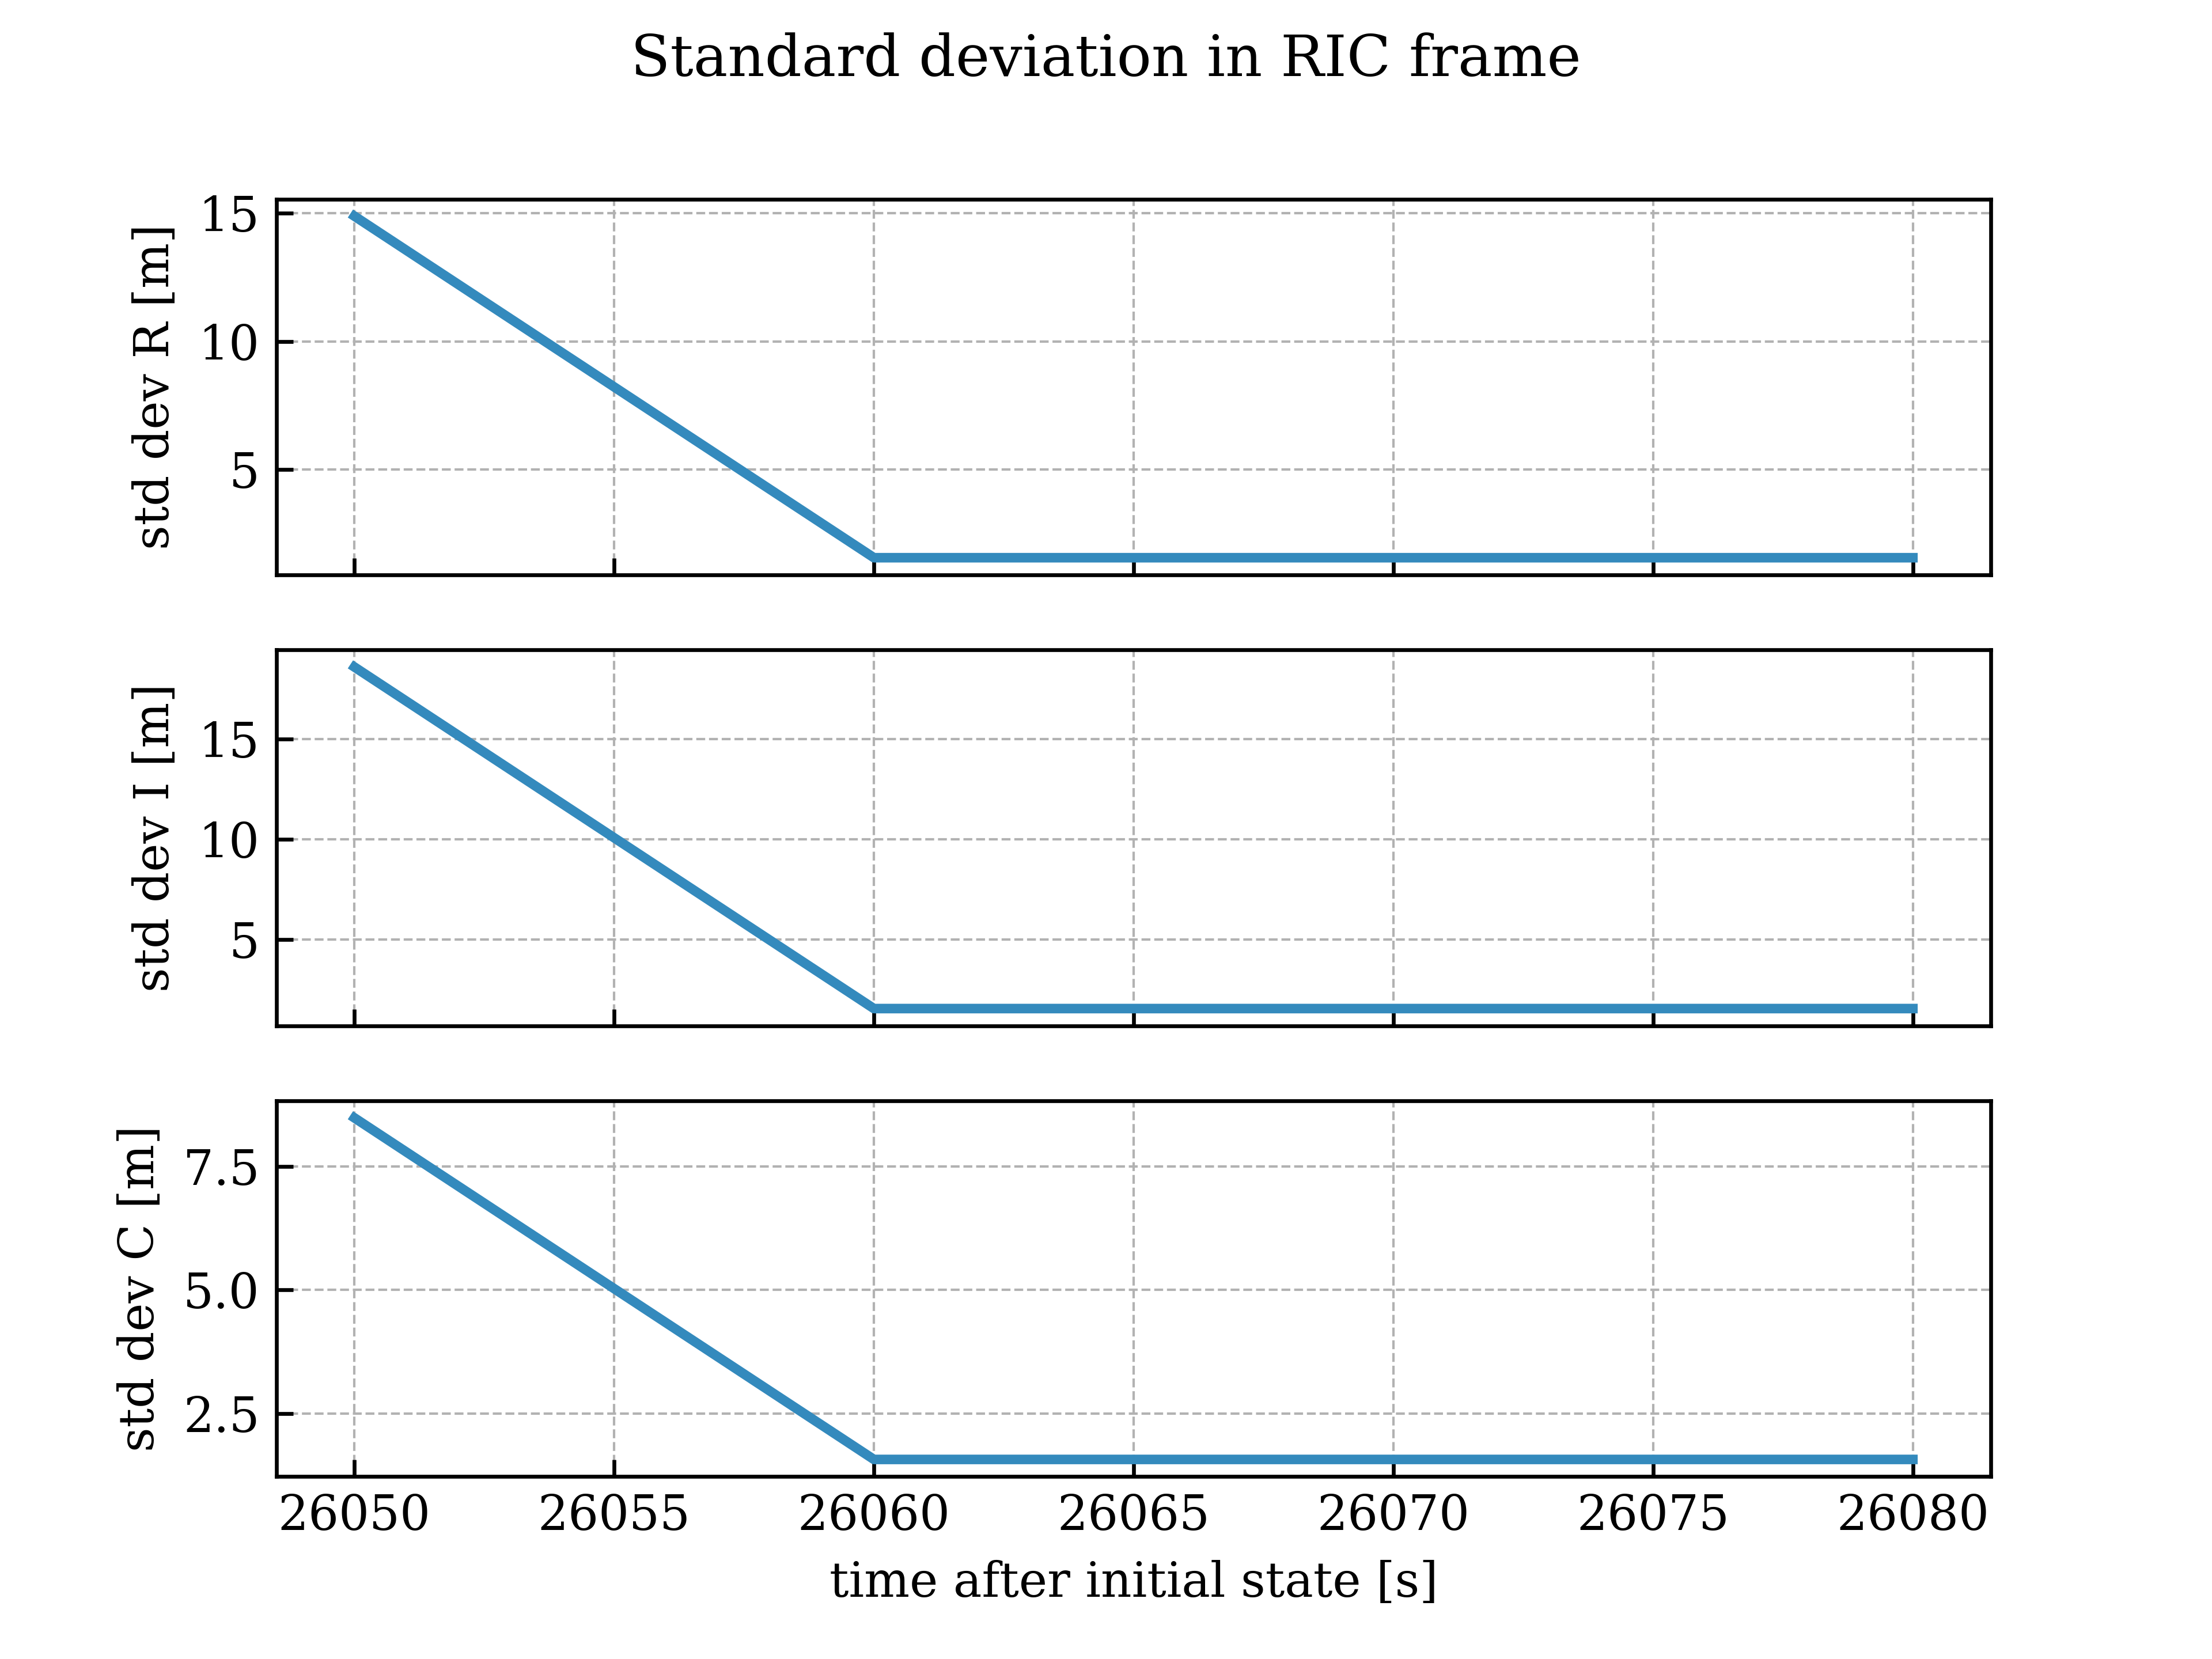 Standard deviation in RIC frame
std dev R [m]
15
10
5
std dev I [m]
15
10
5
std dev C [m]
7.5
5.0
2.5
26050 26055 26060 26065 26070 26075 26080
time after initial state [s]